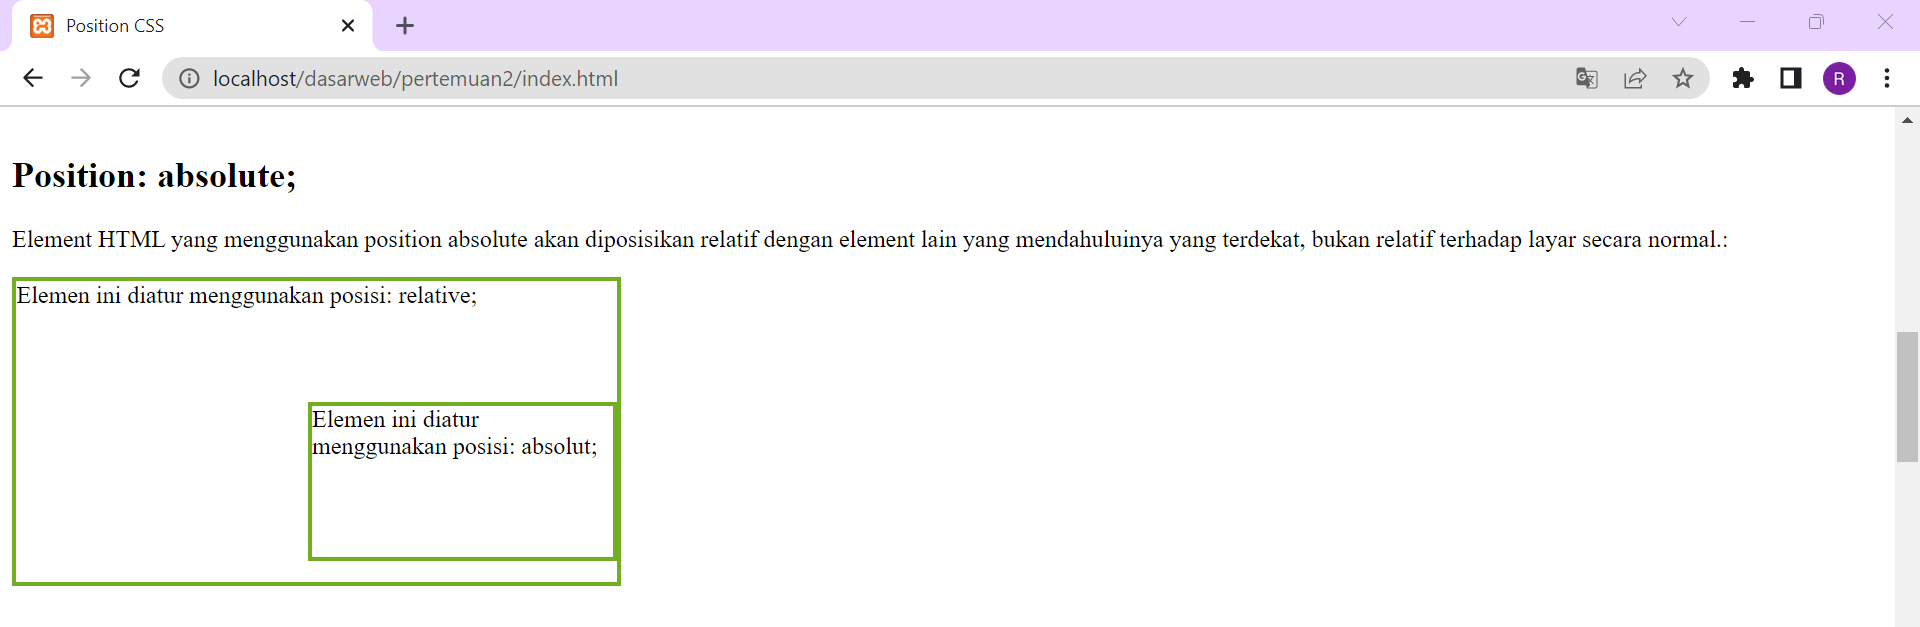 Position CSS
localhost/dasarweb/pertemuan2/index.html
R
Position: absolute;
Element HTML yang menggunakan position absolute akan diposisikan relatif dengan element lain yang mendahuluinya yang terdekat, bukan relatif terhadap layar secara normal.:
Elemen ini diatur menggunakan posisi: relative;
Elemen ini diatur
menggunakan posisi: absolut;